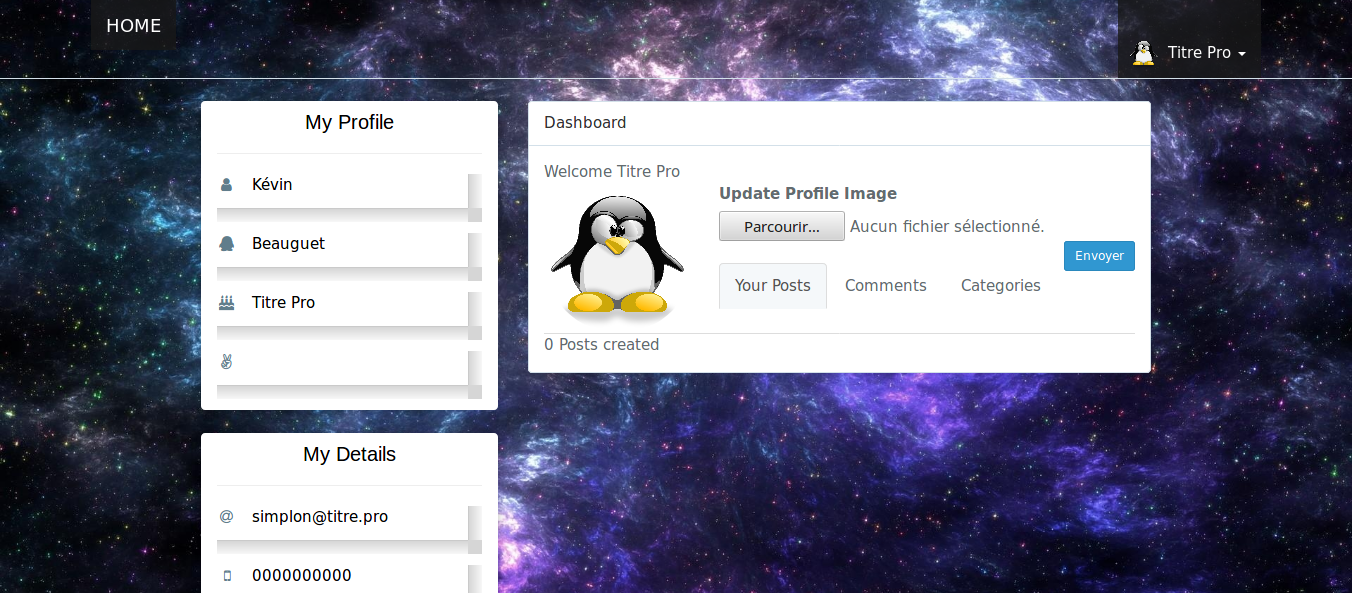 HOME
Titre Pro
My Profile
Kévin
Beauguet
Titre Pro
My Details
@ simplon@titre.pro
0000000000
Dashboard
Welcome Titre Pro
Update Profile Image
Parcourir... Aucun fichier sélectionné.
Envoyer
Your Posts Comments Categories
0 Posts created